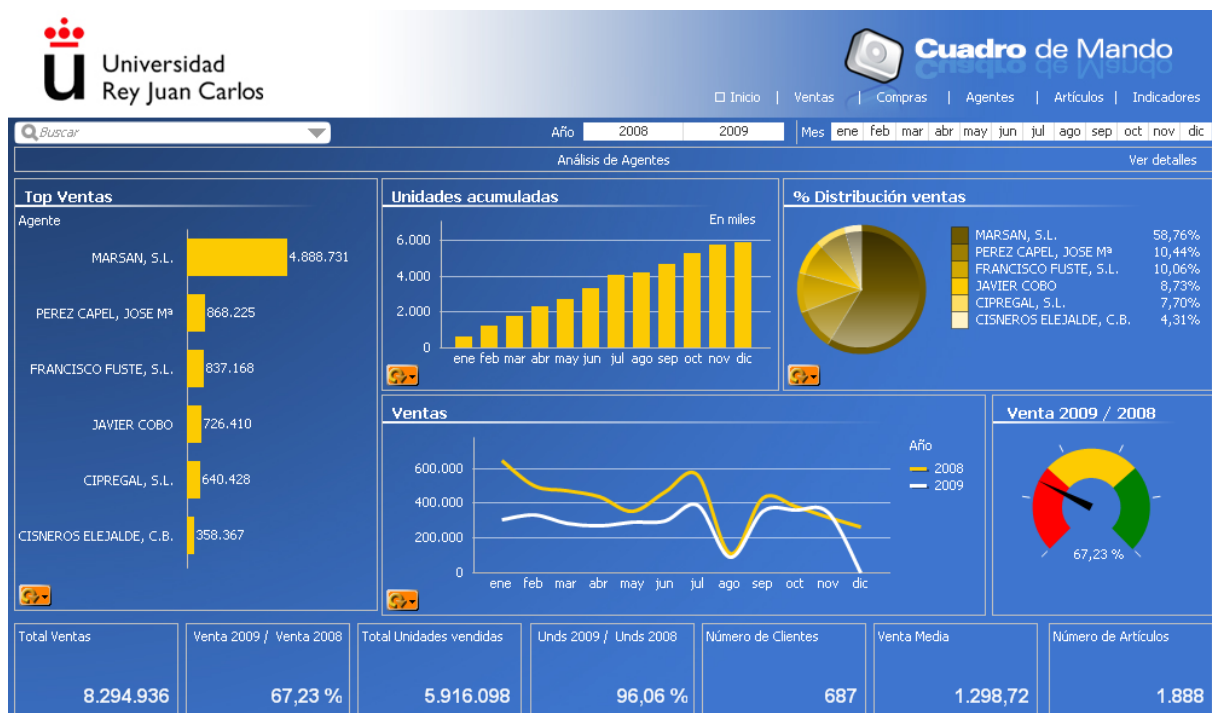 Universidad
Rey Juan Carlos
Cuadro de Mando
Inicio | Ventas | Compras | Agentes | Artículos | Indicadores
Buscar
Año 2008 2009
Mes ene feb mar abr may jun jul ago sep oct nov dic
Análisis de Agentes
Ver detalles
Top Ventas
Agente
MARSAN, S.L. 4.888.731
PEREZ CAPEL, JOSE Mª 868.225
FRANCISCO FUSTE, S.L. 837.168
JAVIER COBO 726.410
CIPREGAL, S.L. 640.428
CISNEROS ELEJALDE, C.B. 358.367
Unidades acumuladas
En miles
6.000
4.000
2.000
0
ene feb mar abr may jun jul ago sep oct nov dic
% Distribución ventas
MARSAN, S.L. 58,76%
PEREZ CAPEL, JOSE Mª 10,44%
FRANCISCO FUSTE, S.L. 10,06%
JAVIER COBO 8,73%
CIPREGAL, S.L. 7,70%
CISNEROS ELEJALDE, C.B. 4,31%
Ventas
600.000
400.000
200.000
0
ene feb mar abr may jun jul ago sep oct nov dic
Año
2008
2009
Venta 2009 / 2008
67,23 %
Total Ventas
8.294.936
Venta 2009 / Venta 2008
67,23 %
Total Unidades vendidas
5.916.098
Unds 2009 / Unds 2008
96,06 %
Número de Clientes
687
Venta Media
1.298,72
Número de Artículos
1.888